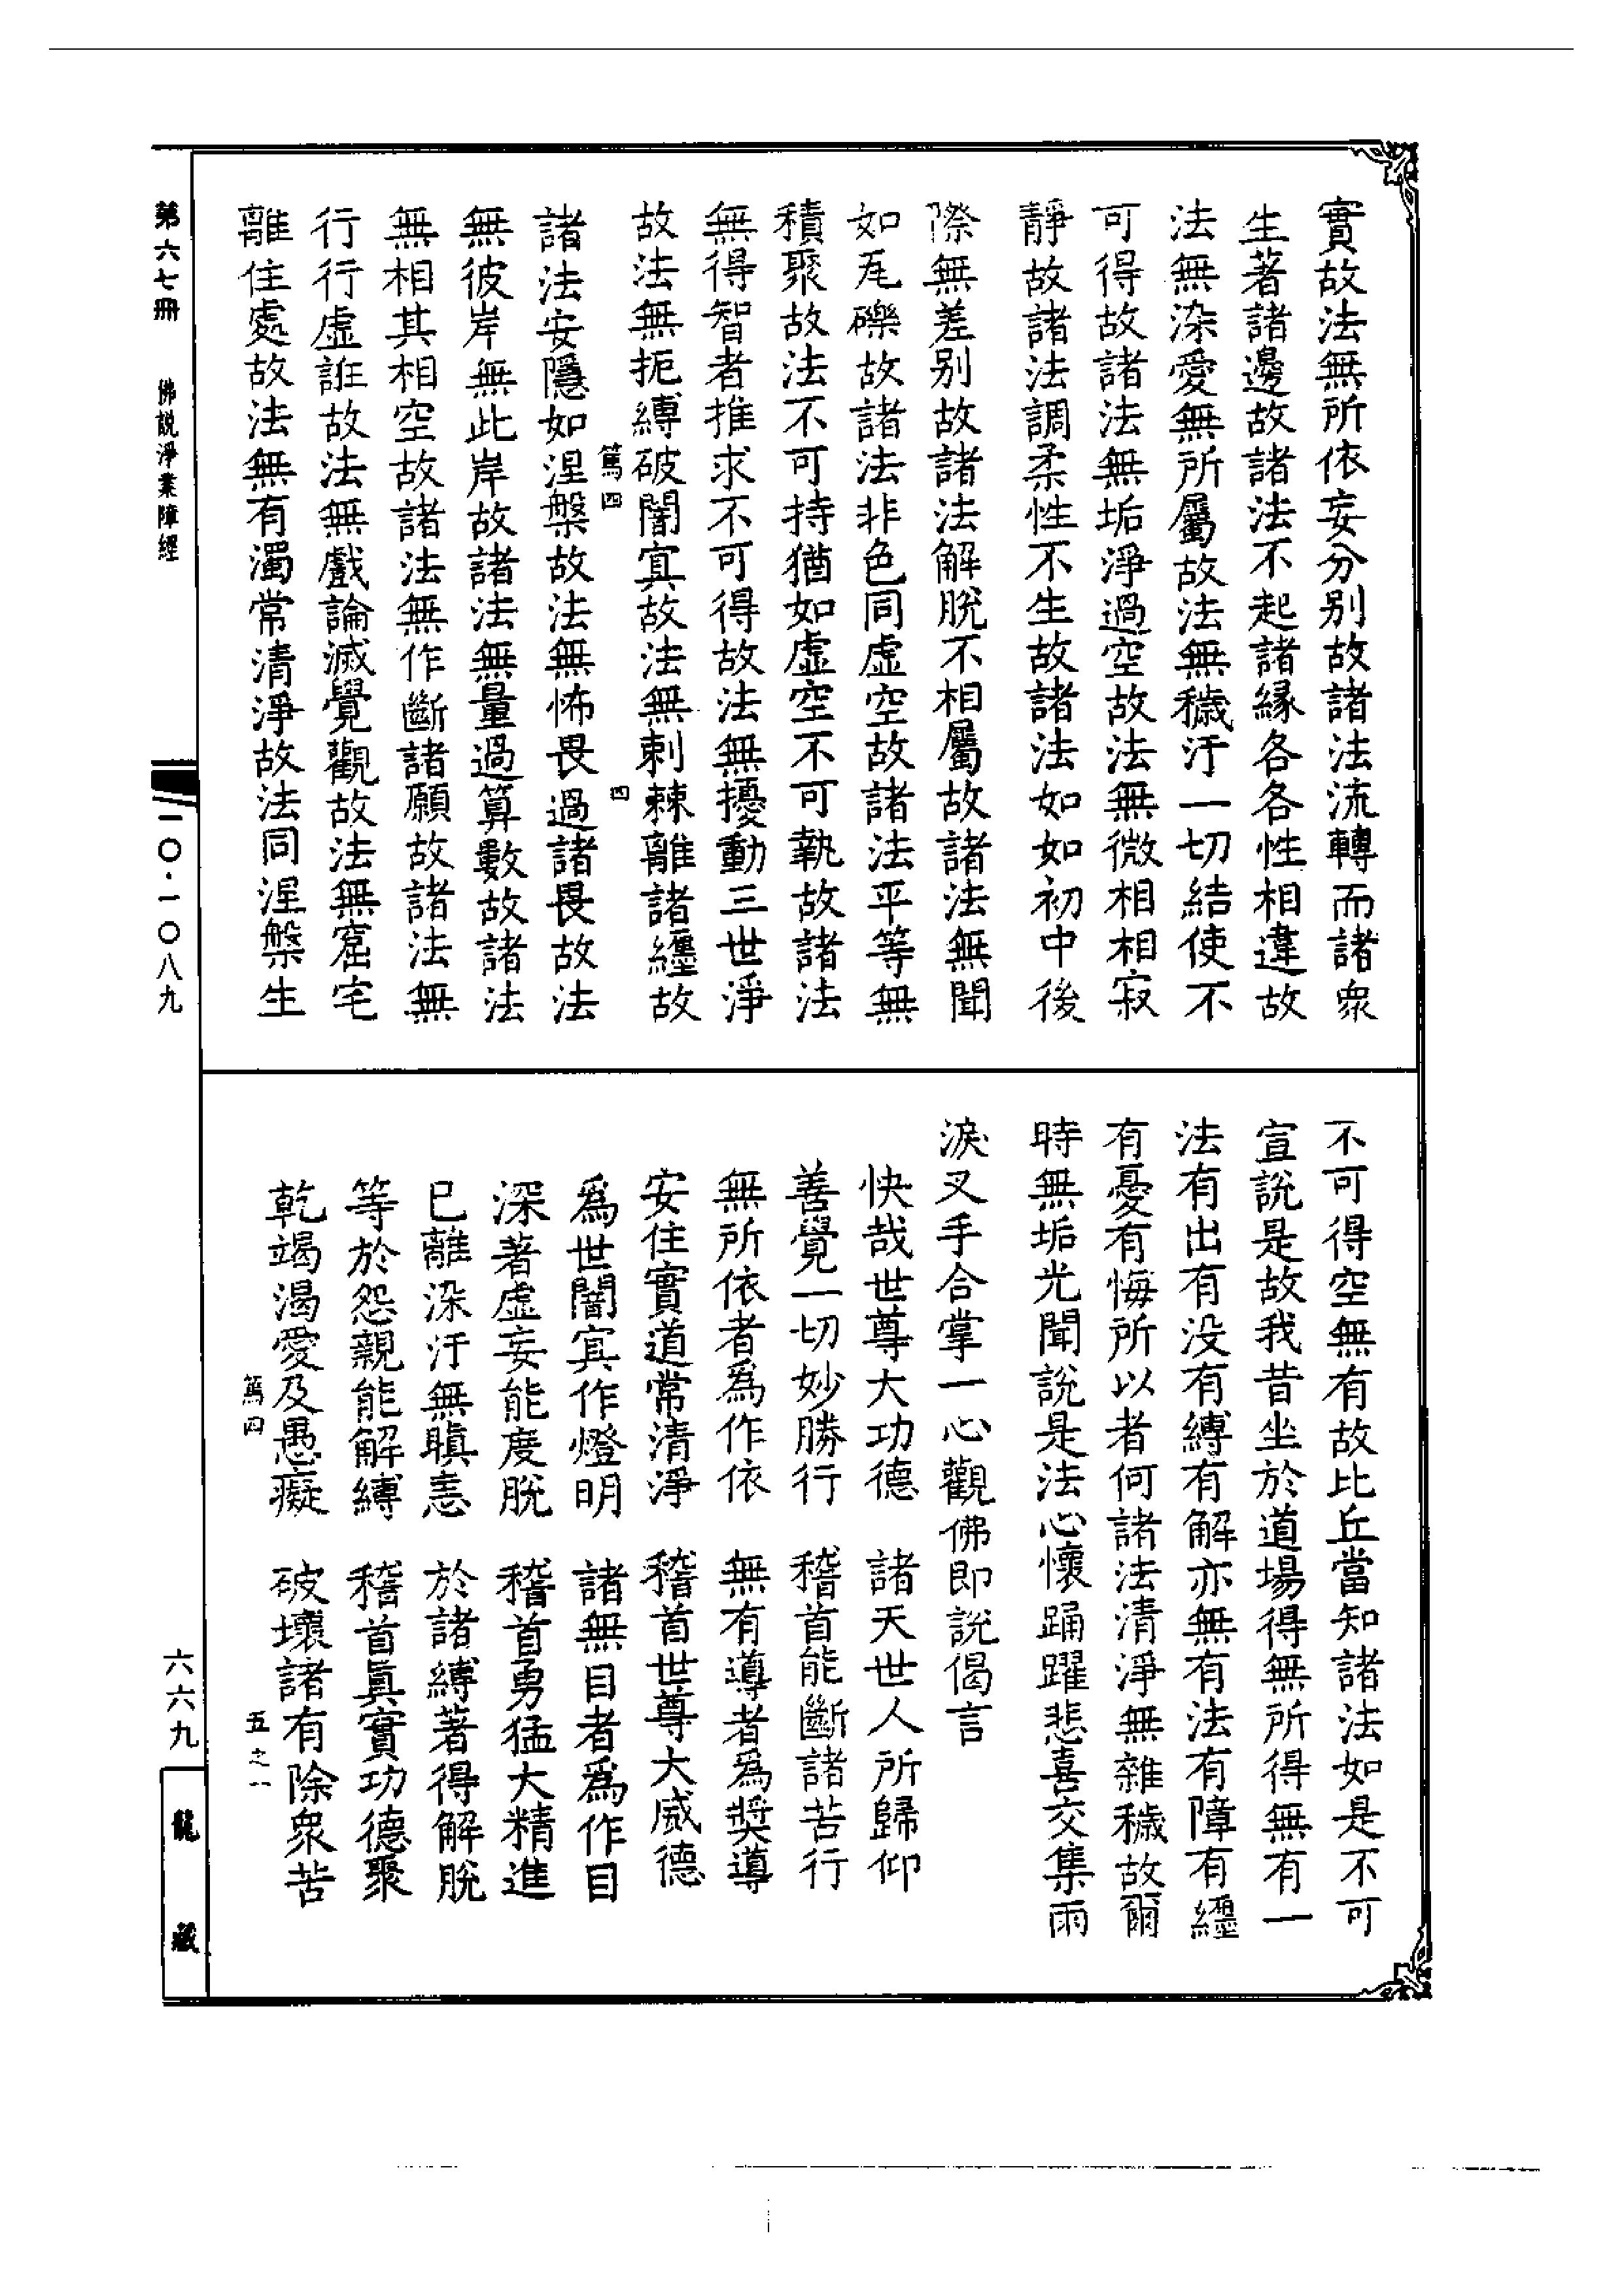 實故法無所依妄分別故諸法流轉而諸衆
生著諸邊故諸法不起諸緣各各性相違故
法無染愛無所屬故法無穢汙一切結使不
可得故諸法無垢淨過空故法無微相相寂
靜故諸法調柔性不生故諸法如如初中後
際無差别故諸法解脫不相屬故諸法無聞
如瓦礫故諸法非色同虛空故諸法平等無
積聚故法不可持猶如虛空不可執故諸法
無得智者推求不可得故法無擾動三世淨
故法無扼縛破闇冥故法無刺棘離諸纏故
篤四
四
諸法安隱如涅槃故法無怖畏過諸畏故法
無彼岸無此岸故諸法無量過算數故諸法
無相其相空故諸法無作斷諸願故諸法無
行行虛誑故法無戲論滅覺觀故法無窟宅
離住處故法無有濁常清淨故法同涅槃生
不可得空無有故比丘當知諸法如是不可
宣說是故我昔坐於道場得無所得無有一
法有出有没有縛有解亦無有法有障有纏
有憂有悔所以者何諸法清淨無雜穢故爾
時無垢光聞說是法心懷踊躍悲喜交集雨
淚叉手合掌一心觀佛即說偈言
快哉世尊大功德　諸天世人所歸仰
善覺一切妙勝行　稽首能斷諸苦行
無所依者爲作依　無有導者爲獎導
安住實道常清淨　稽首世尊大威德
爲世闇冥作燈明　諸無目者爲作目
深著虛妄能度脫　稽首勇猛大精進
已離染汙無瞋恚　於諸縛著得解脫
等於怨親能解縛　稽首眞實功德聚
乾竭渴愛及愚癡　破壞諸有除衆苦
篤四
五之一
第六七冊　佛說淨業障經
一〇·一〇八九
六六九
龍藏